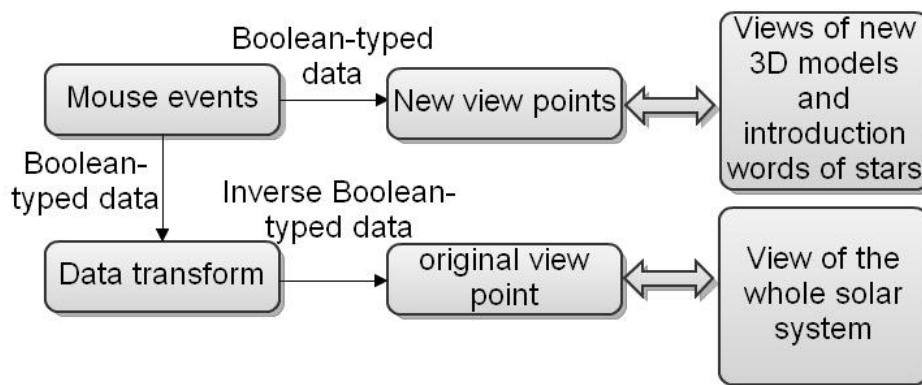 Boolean-typed
data
Mouse events
New view points
Views of new
3D models
and
introduction
words of stars
Boolean-
typed data
Inverse Boolean-
typed data
Data transform
original view
point
View of the
whole solar
system